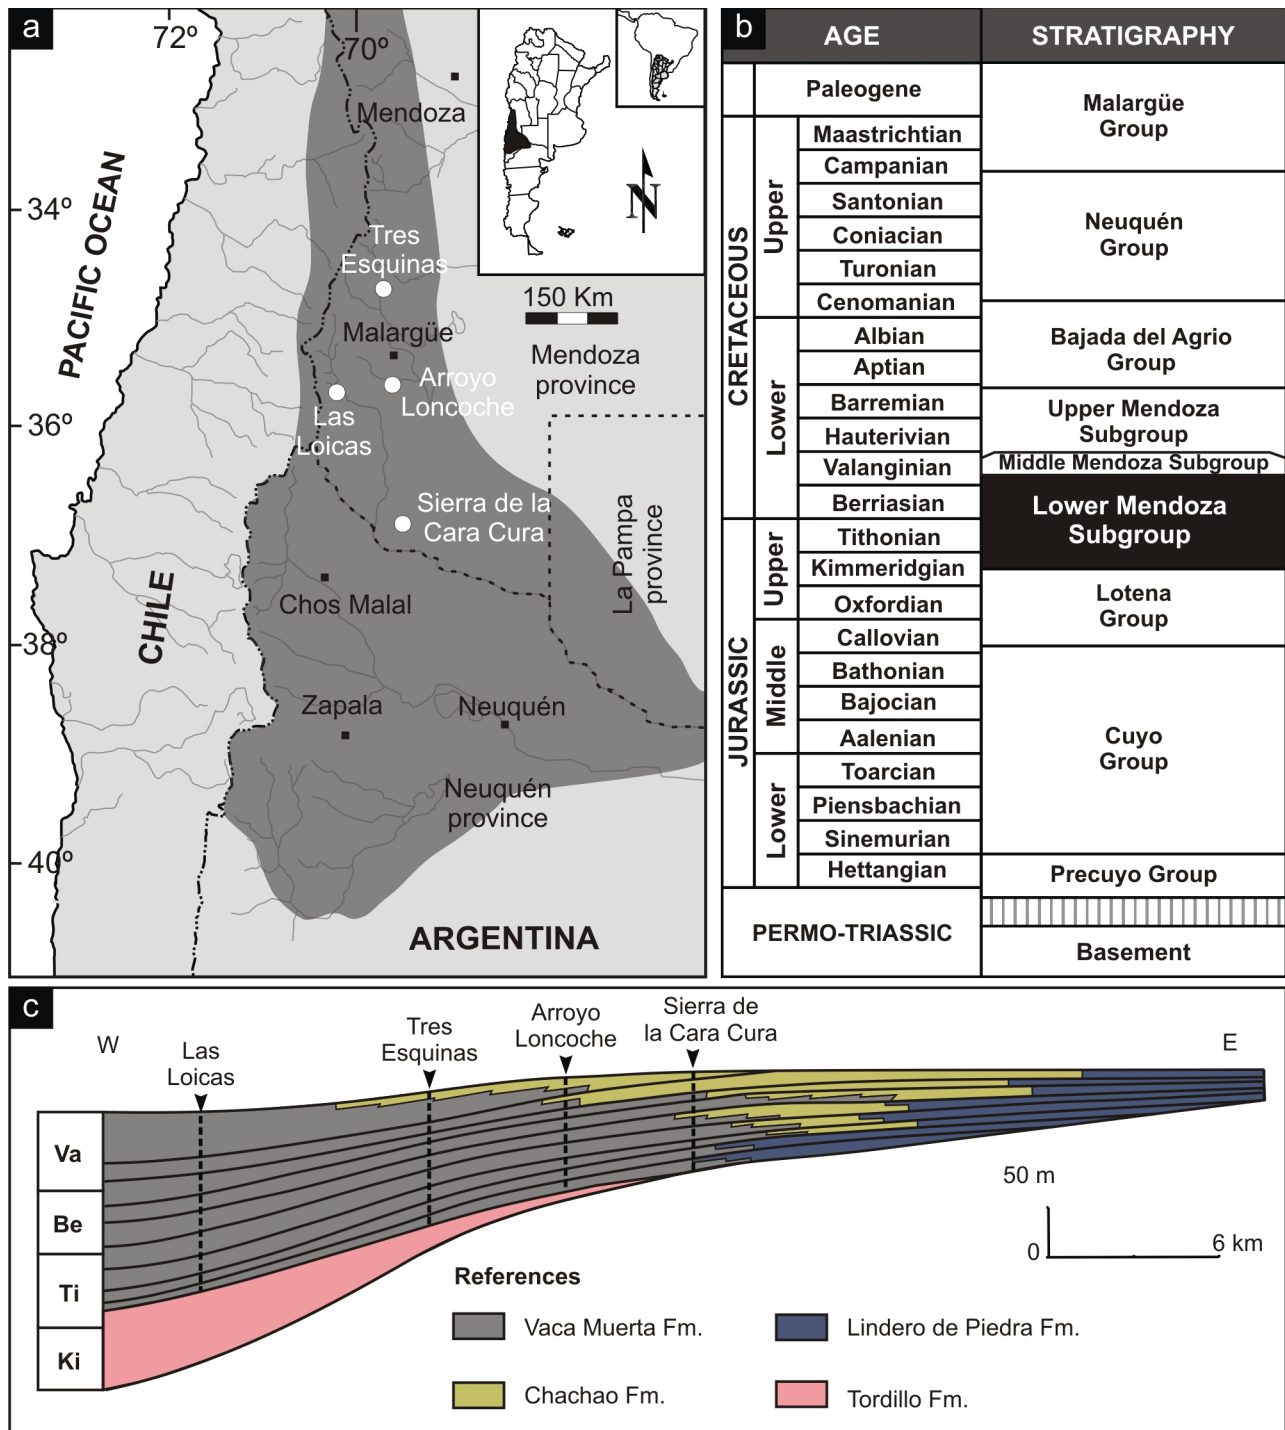 a
72º
70º
Mendoza
34º
PACIFIC OCEAN
Tres
Esquinas
N
150 Km
Malargüe
Mendoza
province
Arroyo
Loncoche
Las
Loicas
36º
Sierra de la
Cara Cura
La Pampa
province
Chos Malal
CHILE
38º
Zapala
Neuquén
Neuquén
province
40º
ARGENTINA
b
AGE
STRATIGRAPHY
Paleogene
Malargüe
Group
CRETACEOUS
Upper
Maastrichtian
Campanian
Santonian
Neuquén
Group
Coniacian
Turonian
Cenomanian
Lower
Albian
Bajada del Agrio
Group
Aptian
Barremian
Upper Mendoza
Subgroup
Hauterivian
Valanginian
Middle Mendoza Subgroup
Berriasian
Lower Mendoza
Subgroup
JURASSIC
Upper
Tithonian
Kimmeridgian
Oxfordian
Lotena
Group
Middle
Callovian
Bathonian
Bajocian
Aalenian
Cuyo
Group
Lower
Toarcian
Piensbachian
Sinemurian
Hettangian
Precuyo Group
PERMO-TRIASSIC
Basement
c
W
Las
Loicas
Tres
Esquinas
Arroyo
Loncoche
Sierra de
la Cara Cura
E
Va
Be
Ti
Ki
50 m
0
6 km
References
Vaca Muerta Fm.
Lindero de Piedra Fm.
Chachao Fm.
Tordillo Fm.